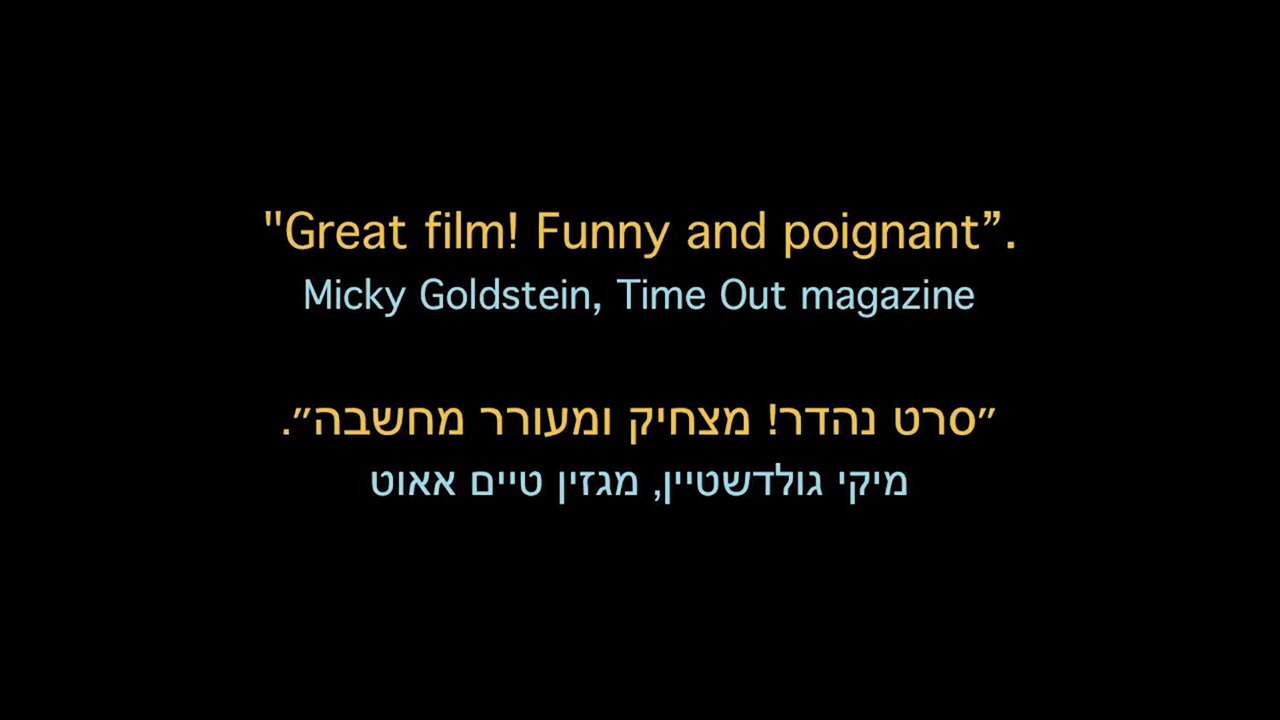 "Great film! Funny and poignant”.
Micky Goldstein, Time Out magazine
״סרט נהדר! מצחיק ומעורר מחשבה״.
מיקי גולדשטיין, מגזין טיים אאוט